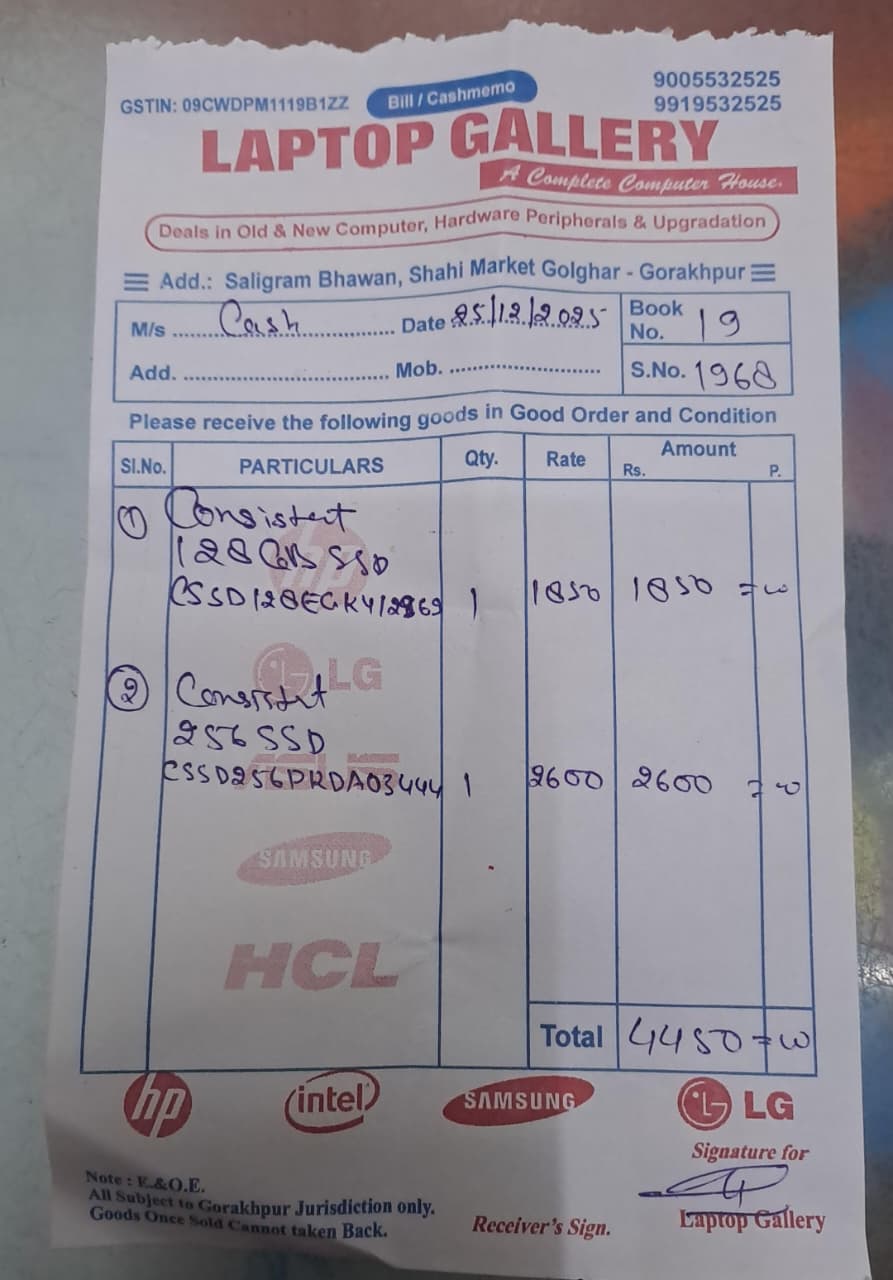 GSTIN: 09CWDPM1119B1ZZ
Bill / Cashmemo
9005532525
9919532525
LAPTOP GALLERY
A Complete Computer House.
Deals in Old & New Computer, Hardware Peripherals & Upgradation
Add.: Saligram Bhawan, Shahi Market Golghar - Gorakhpur
M/s Cash Date 25/12/2025 Book No. 19
Add. Mob. S.No. 1968
Please receive the following goods in Good Order and Condition
Sl.No. PARTICULARS Qty. Rate Amount
Rs. P.
1 Consistent
128 GB SSD
1 1850 1850
hp
LG
2 Consistent
256 SSD
CSSD256PRDA03444 1 2600 2600
ASUS
SAMSUNG
HCL
Total 4450
hp intel SAMSUNG LG
Signature for
Note : E.&O.E.
All Subject to Gorakhpur Jurisdiction only.
Goods Once Sold Cannot taken Back.
Receiver's Sign.
Laptop Gallery